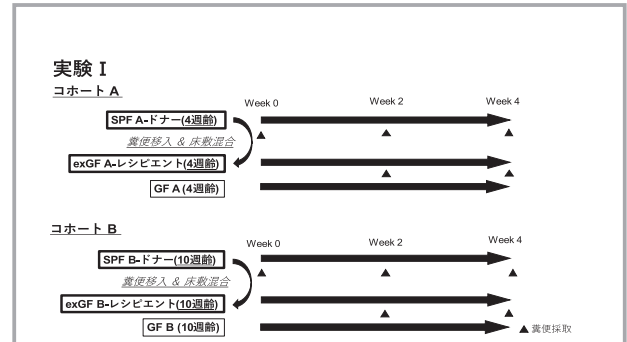 実験 I
コホート A
Week 0 Week 2 Week 4
SPF A-ドナー(4週齢)
糞便移入 & 床敷混合
exGF A-レシピエント(4週齢)
GF A (4週齢)
コホート B
Week 0 Week 2 Week 4
SPF B-ドナー(10週齢)
糞便移入 & 床敷混合
exGF B-レシピエント(10週齢)
GF B (10週齢)
▲ 糞便採取